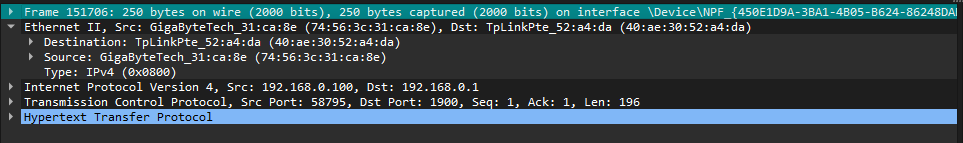 Frame 151706: 250 bytes on wire (2000 bits), 250 bytes captured (2000 bits) on interface \Device\NPF_{450E1D9A-3BA1-4B05-B624-86248DA
Ethernet II, Src: GigaByteTech_31:ca:8e (74:56:3c:31:ca:8e), Dst: TpLinkPte_52:a4:da (40:ae:30:52:a4:da)
Destination: TpLinkPte_52:a4:da (40:ae:30:52:a4:da)
Source: GigaByteTech_31:ca:8e (74:56:3c:31:ca:8e)
Type: IPv4 (0x0800)
Internet Protocol Version 4, Src: 192.168.0.100, Dst: 192.168.0.1
Transmission Control Protocol, Src Port: 58795, Dst Port: 1900, Seq: 1, Ack: 1, Len: 196
Hypertext Transfer Protocol